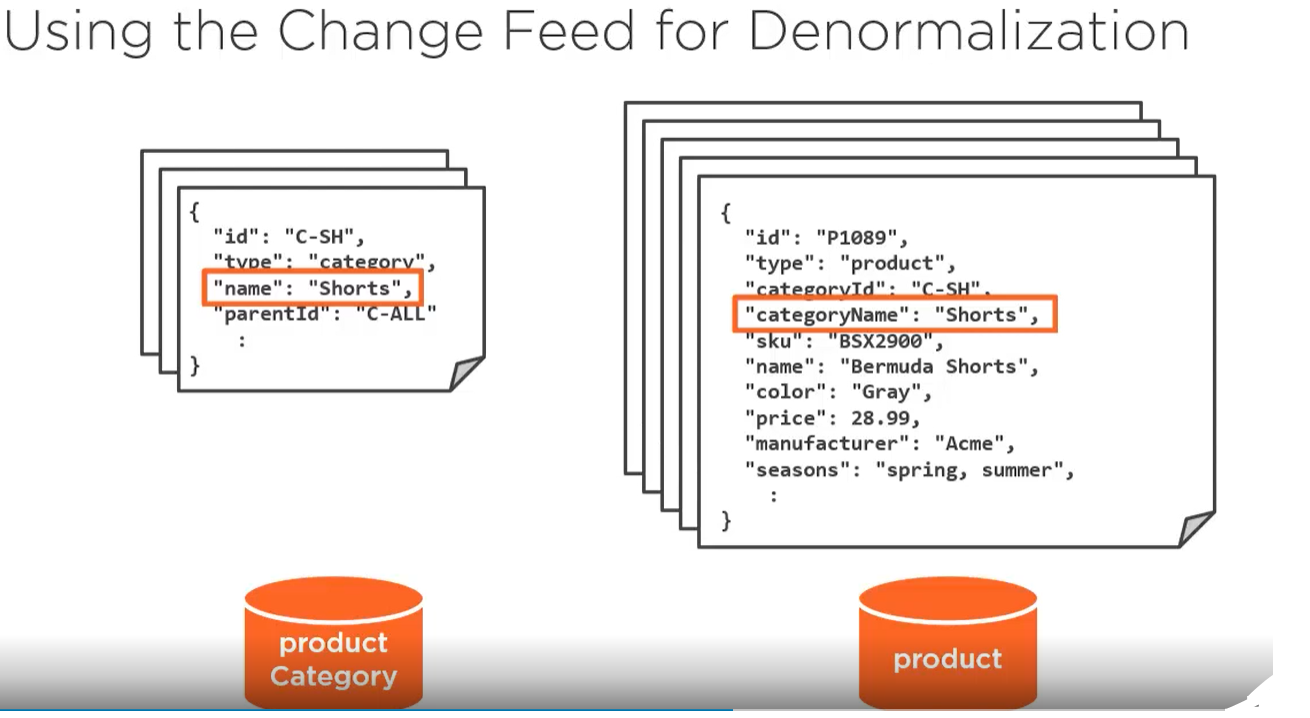 Using the Change Feed for Denormalization
{
"id": "C-SH",
"type": "category",
"name": "Shorts",
"parentId": "C-ALL"
:
}
{
"id": "P1089",
"type": "product",
"categoryId": "C-SH",
"categoryName": "Shorts",
"sku": "BSX2900",
"name": "Bermuda Shorts",
"color": "Gray",
"price": 28.99,
"manufacturer": "Acme",
"seasons": "spring, summer",
:
}
product
Category
product